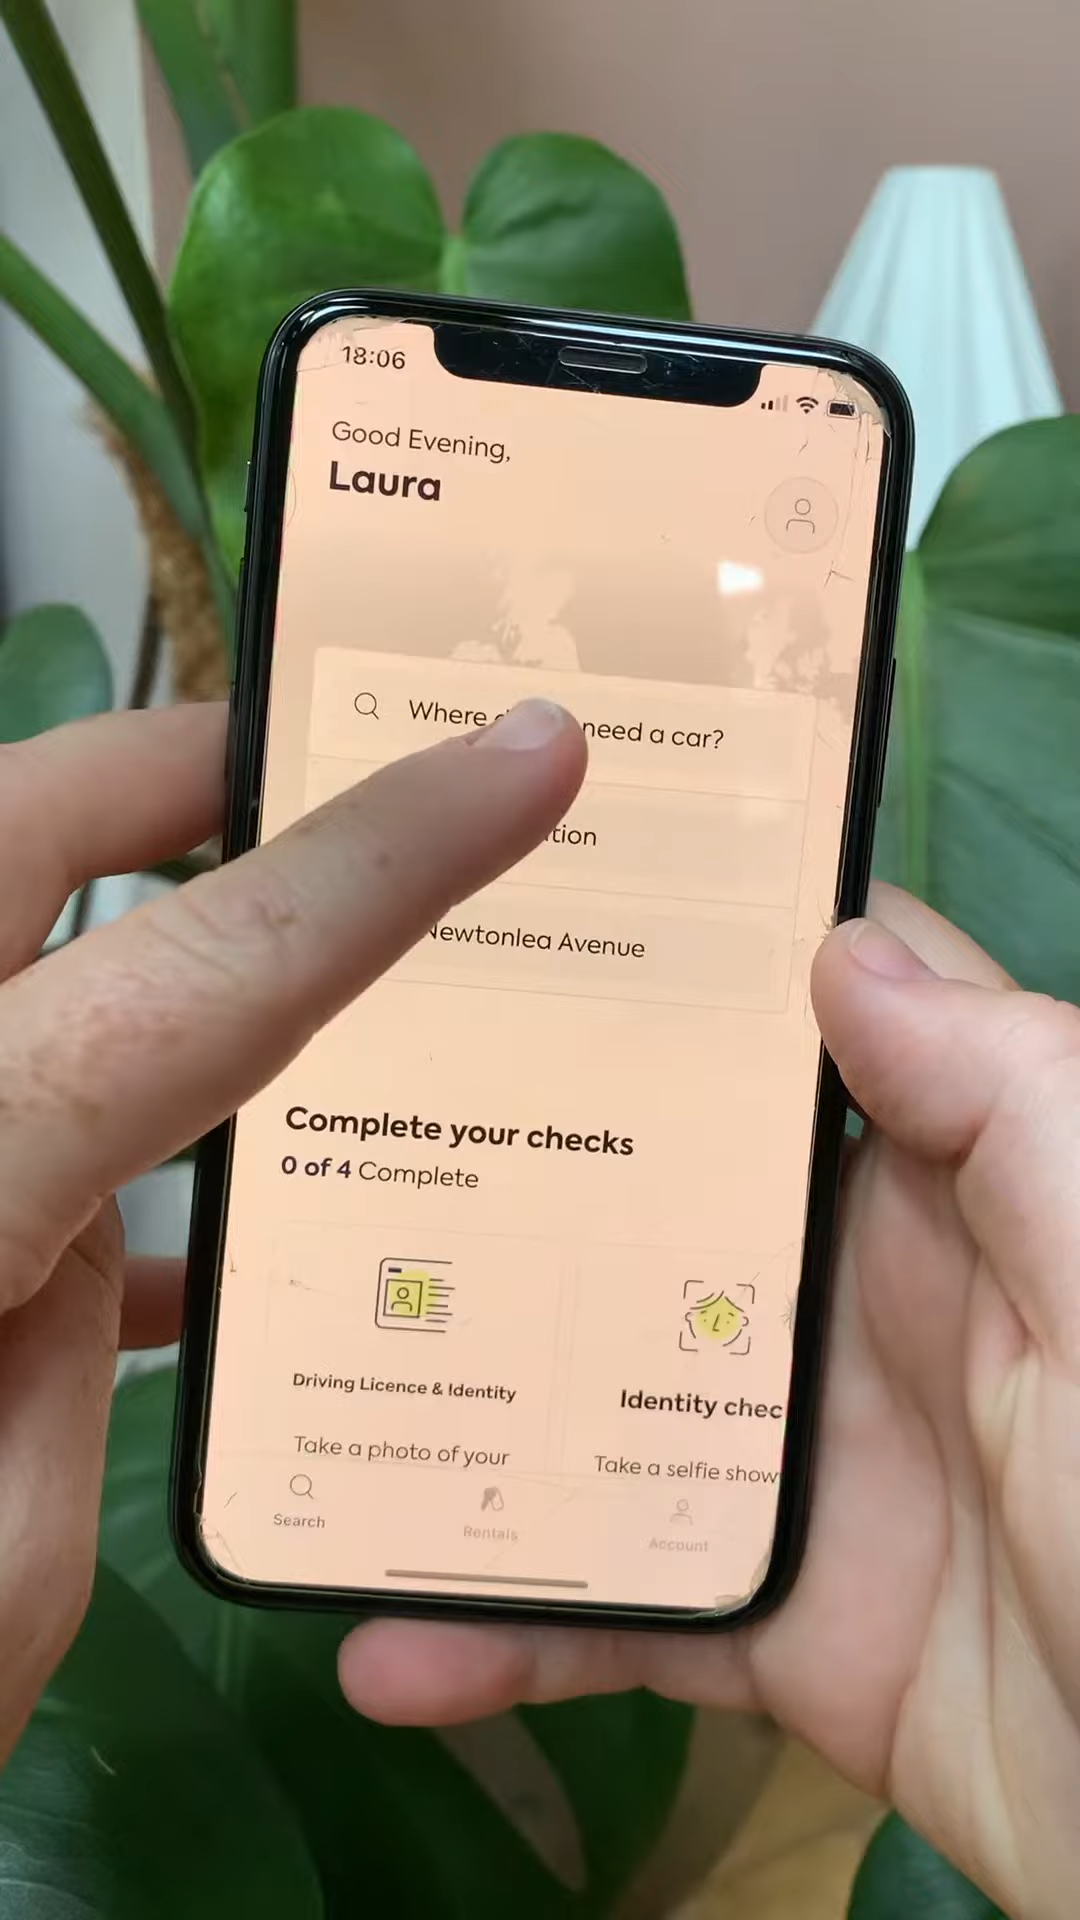 18:06
Good Evening,
Laura
Where need a car?
Newtonlea Avenue
Complete your checks
0 of 4 Complete
Driving Licence & Identity
Identity chec
Take a photo of your
Take a selfie show
Search
Rentals
Account